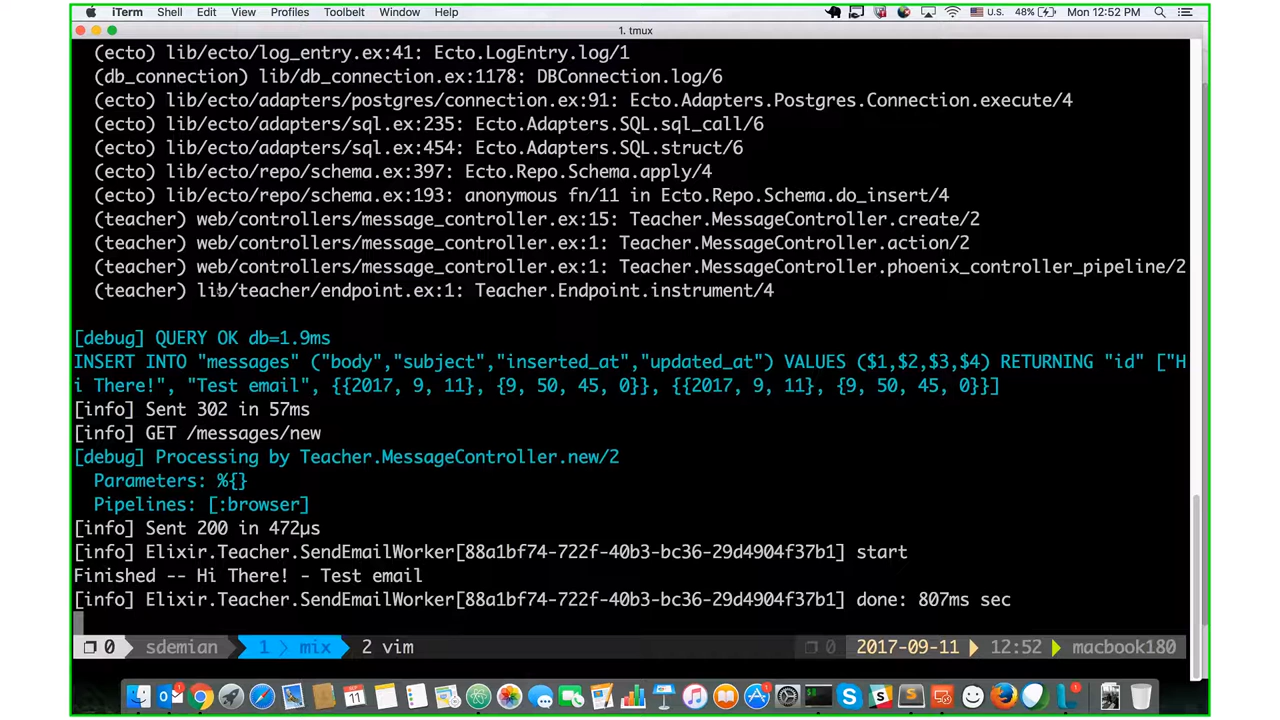 iTerm Shell Edit View Profiles Toolbelt Window Help U.S. 48% Mon 12:52 PM
1. tmux
(ecto) lib/ecto/log_entry.ex:41: Ecto.LogEntry.log/1
(db_connection) lib/db_connection.ex:1178: DBConnection.log/6
(ecto) lib/ecto/adapters/postgres/connection.ex:91: Ecto.Adapters.Postgres.Connection.execute/4
(ecto) lib/ecto/adapters/sql.ex:235: Ecto.Adapters.SQL.sql_call/6
(ecto) lib/ecto/adapters/sql.ex:454: Ecto.Adapters.SQL.struct/6
(ecto) lib/ecto/repo/schema.ex:397: Ecto.Repo.Schema.apply/4
(ecto) lib/ecto/repo/schema.ex:193: anonymous fn/11 in Ecto.Repo.Schema.do_insert/4
(teacher) web/controllers/message_controller.ex:15: Teacher.MessageController.create/2
(teacher) web/controllers/message_controller.ex:1: Teacher.MessageController.action/2
(teacher) web/controllers/message_controller.ex:1: Teacher.MessageController.phoenix_controller_pipeline/2
(teacher) lib/teacher/endpoint.ex:1: Teacher.Endpoint.instrument/4
[debug] QUERY OK db=1.9ms
INSERT INTO "messages" ("body","subject","inserted_at","updated_at") VALUES ($1,$2,$3,$4) RETURNING "id" ["H
i There!", "Test email", {{2017, 9, 11}, {9, 50, 45, 0}}, {{2017, 9, 11}, {9, 50, 45, 0}}]
[info] Sent 302 in 57ms
[info] GET /messages/new
[debug] Processing by Teacher.MessageController.new/2
Parameters: %{}
Pipelines: [:browser]
[info] Sent 200 in 472µs
[info] Elixir.Teacher.SendEmailWorker[88a1bf74-722f-40b3-bc36-29d4904f37b1] start
Finished -- Hi There! - Test email
[info] Elixir.Teacher.SendEmailWorker[88a1bf74-722f-40b3-bc36-29d4904f37b1] done: 807ms sec
0 sdemian 1 mix 2 vim 0 2017-09-11 12:52 macbook180